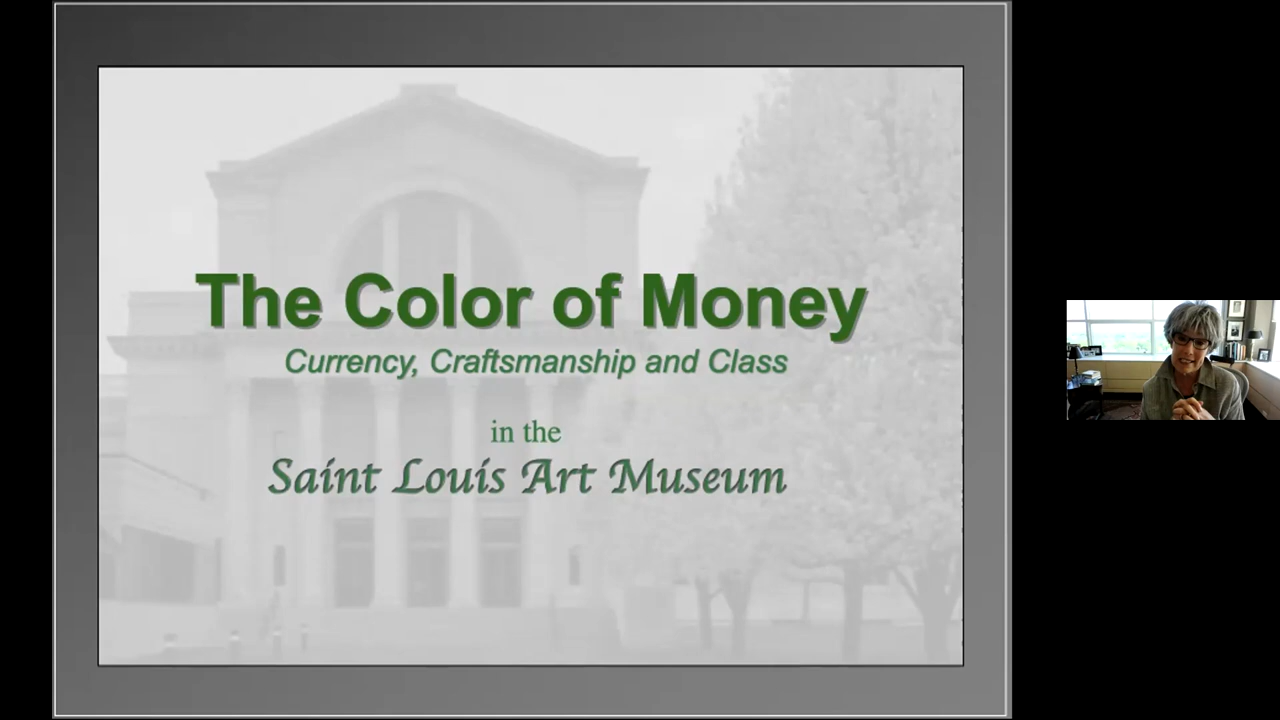 The Color of Money
Currency, Craftsmanship and Class
in the
Saint Louis Art Museum